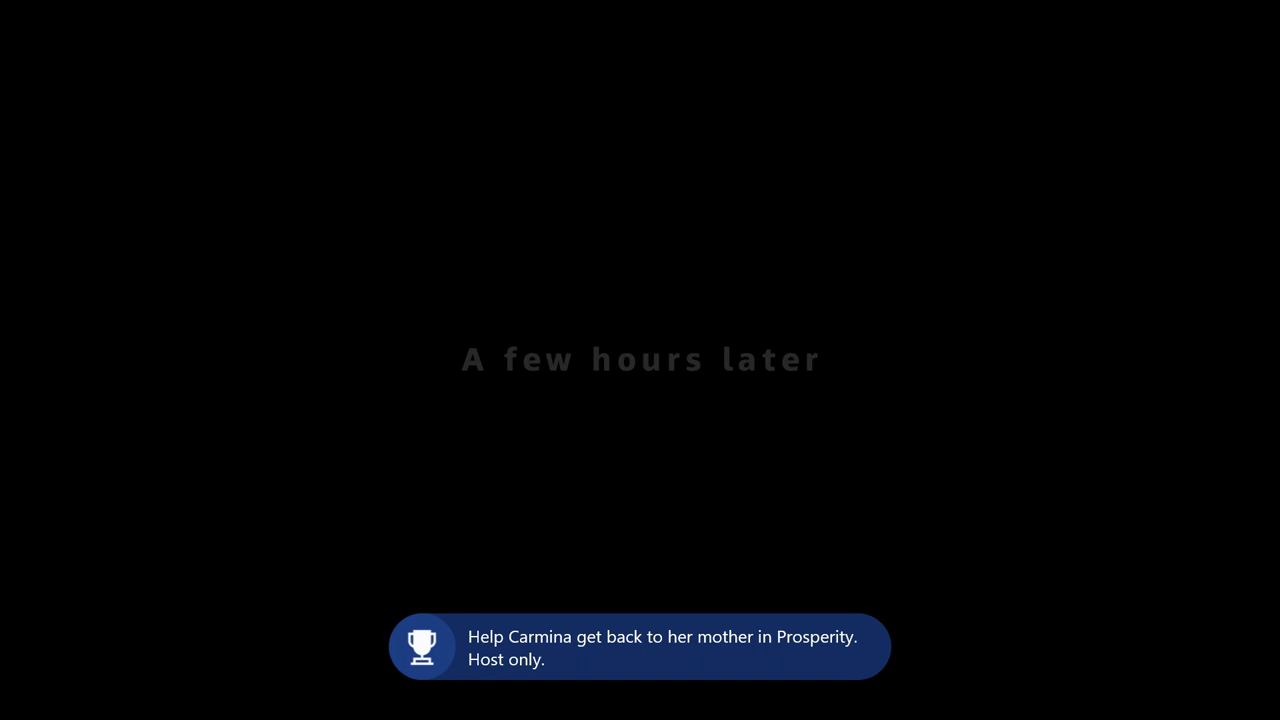 A few hours later
Help Carmina get back to her mother in Prosperity.
Host only.